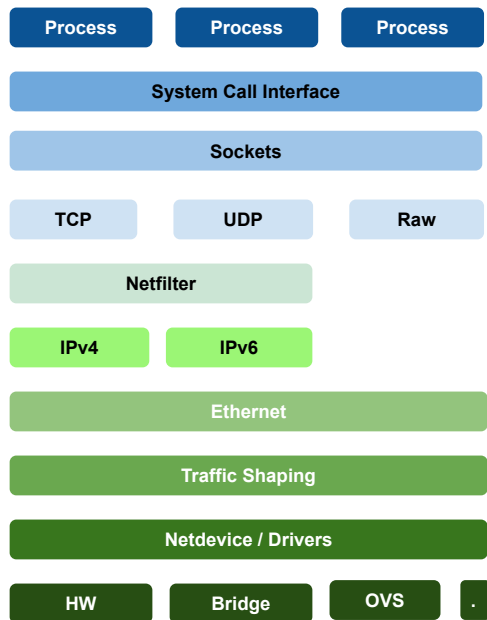 Process Process Process
System Call Interface
Sockets
TCP UDP Raw
Netfilter
IPv4 IPv6
Ethernet
Traffic Shaping
Netdevice / Drivers
HW Bridge OVS .